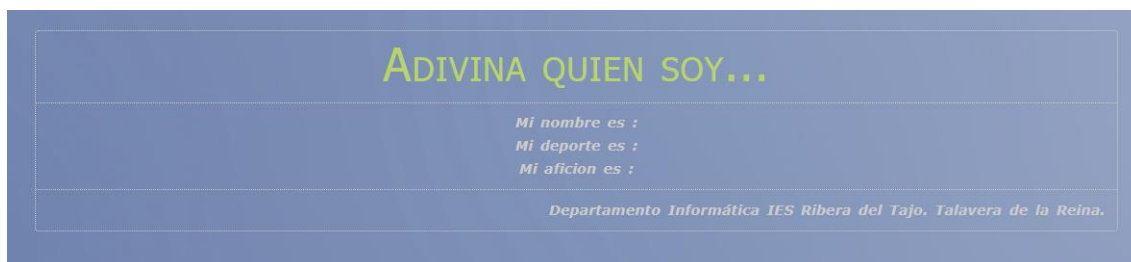 Adivina quien soy...
Mi nombre es :
Mi deporte es :
Mi aficion es :
Departamento Informática IES Ribera del Tajo. Talavera de la Reina.